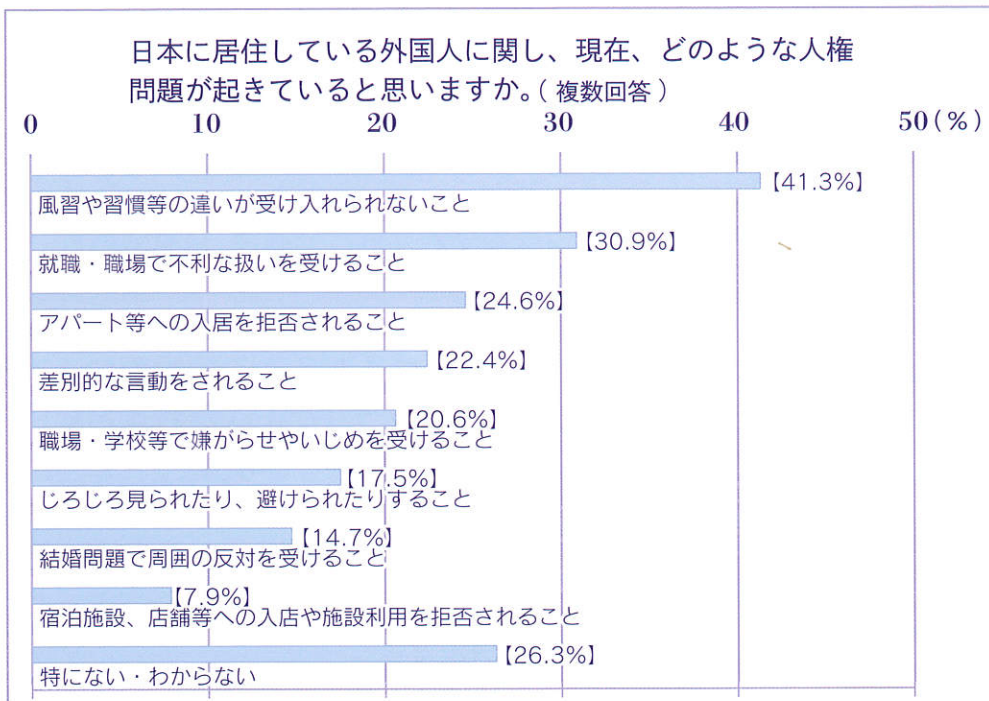 日本に居住している外国人に関し、現在、どのような人権
問題が起きていると思いますか。(複数回答)
0 10 20 30 40 50(%)
【41.3%】
風習や習慣等の違いが受け入れられないこと
【30.9%】
就職・職場で不利な扱いを受けること
【24.6%】
アパート等への入居を拒否されること
【22.4%】
差別的な言動をされること
【20.6%】
職場・学校等で嫌がらせやいじめを受けること
【17.5%】
じろじろ見られたり、避けられたりすること
【14.7%】
結婚問題で周囲の反対を受けること
【7.9%】
宿泊施設、店舗等への入店や施設利用を拒否されること
【26.3%】
特にない・わからない